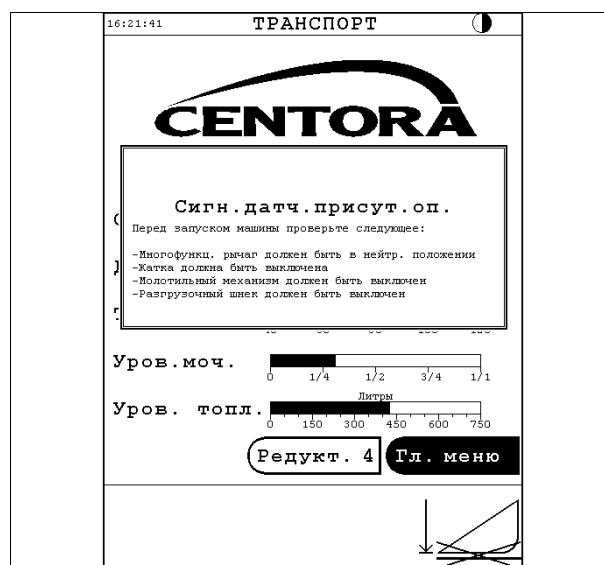 16:21:41 ТРАНСПОРТ
CENTORA
Сигн.датч.присут.оп.
Перед запуском машины проверьте следующее:
-Многофункц. рычаг должен быть в нейтр. положении
-Жатка должна быть выключена
-Молотильный механизм должен быть выключен
-Разгрузочный шнек должен быть выключен
Уров.моч.
0 1/4 1/2 3/4 1/1
Литры
Уров. топл.
0 150 300 450 600 750
Редукт. 4 Гл. меню